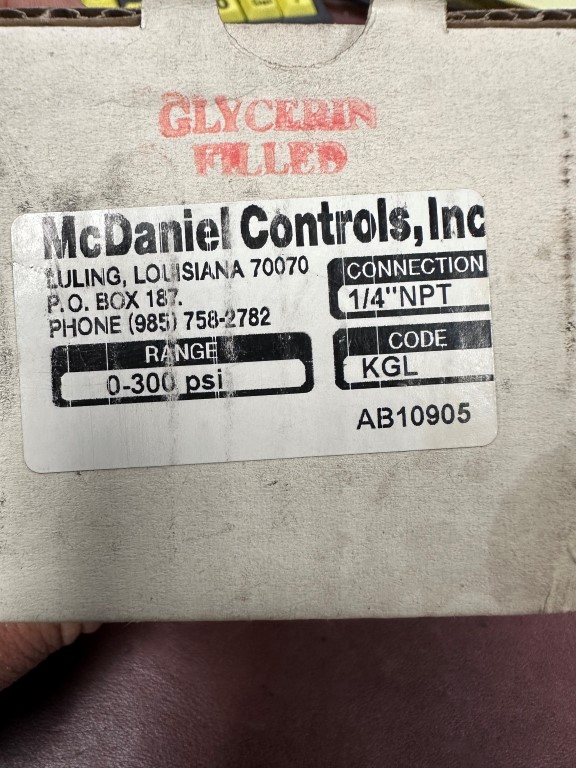 GLYCERIN
FILLED
McDaniel Controls, Inc
LULING, LOUISIANA 70070
P.O. BOX 187.
PHONE (985) 758-2782
CONNECTION
1/4"NPT
RANGE
0-300 psi
CODE
KGL
AB10905